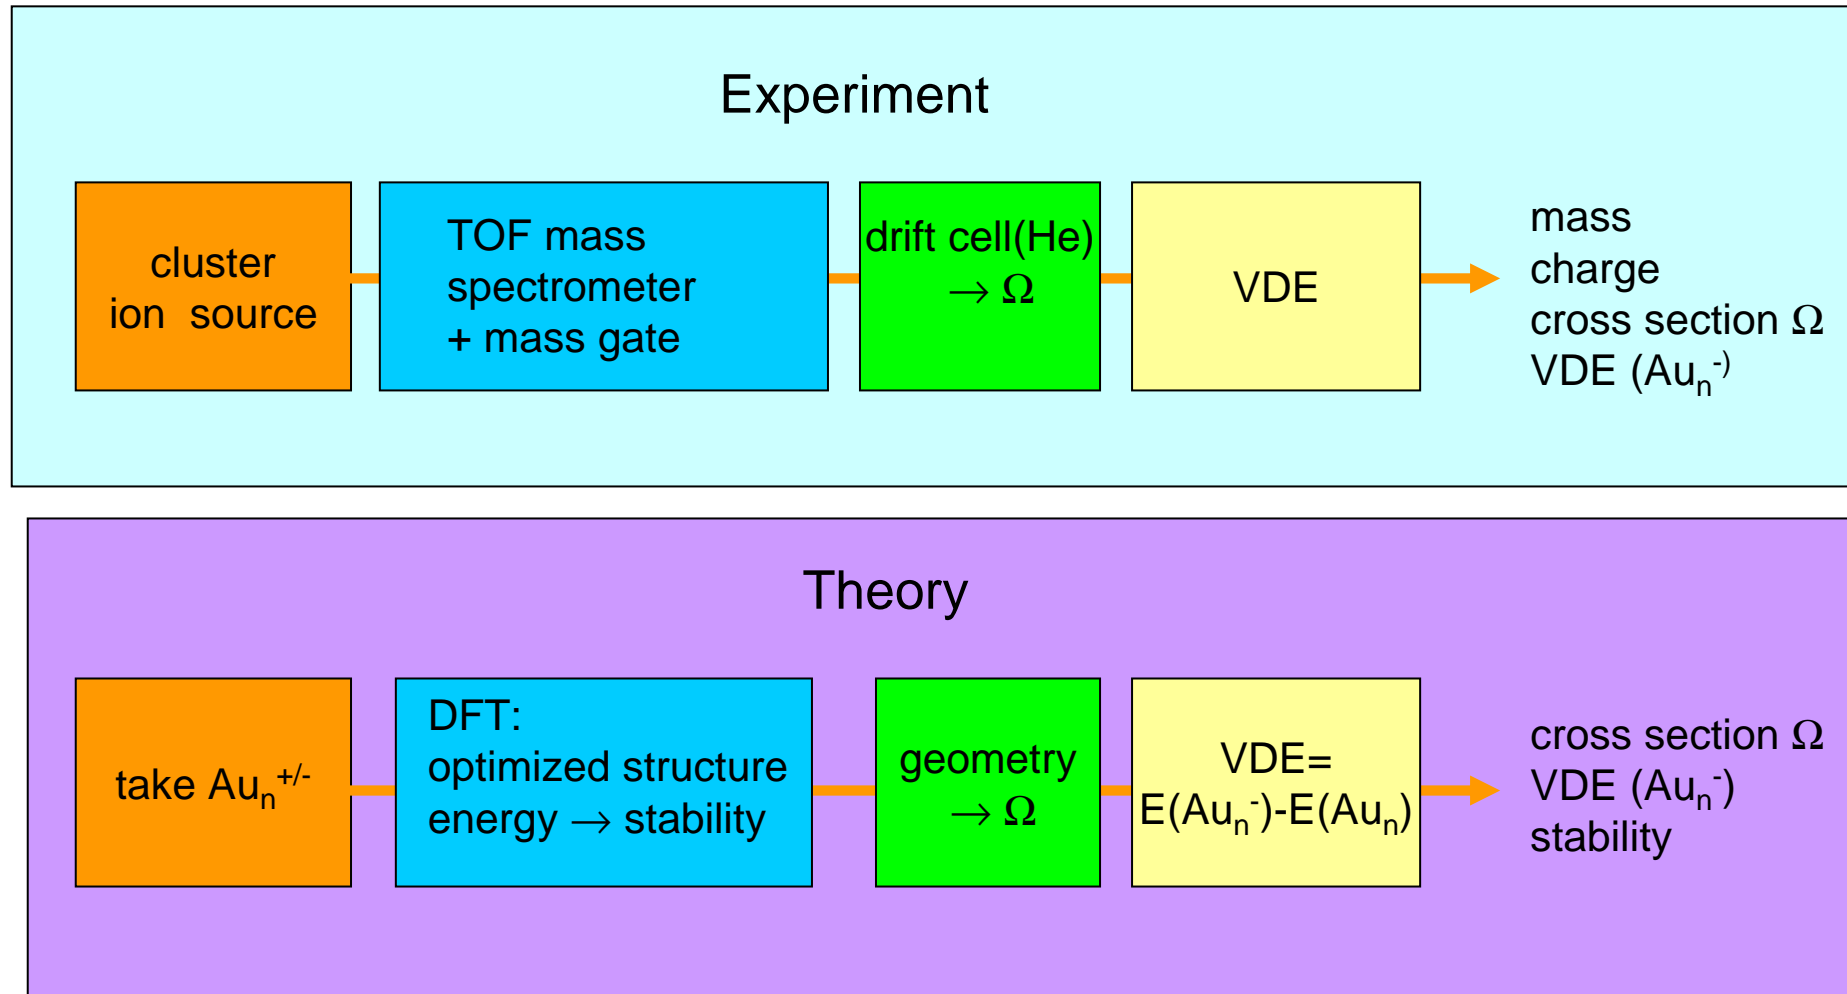 Experiment
cluster
ion source
TOF mass
spectrometer
+ mass gate
drift cell(He)
→ Ω
VDE
mass
charge
cross section Ω
VDE (Auₙ⁻⁾
Theory
take Auₙ⁺/⁻
DFT:
optimized structure
energy → stability
geometry
→ Ω
VDE=
E(Auₙ⁻)-E(Auₙ)
cross section Ω
VDE (Auₙ⁻)
stability